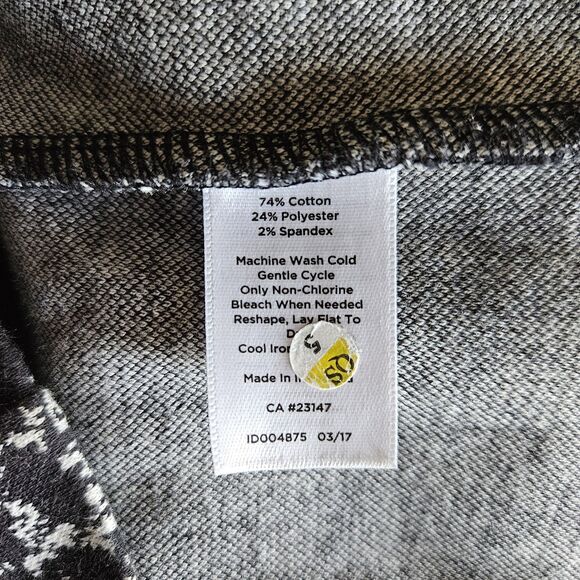 74% Cotton
24% Polyester
2% Spandex
Machine Wash Cold
Gentle Cycle
Only Non-Chlorine
Bleach When Needed
Reshape, Lay Flat To
Cool Iron
Made In
CA #23147
ID004875 03/17